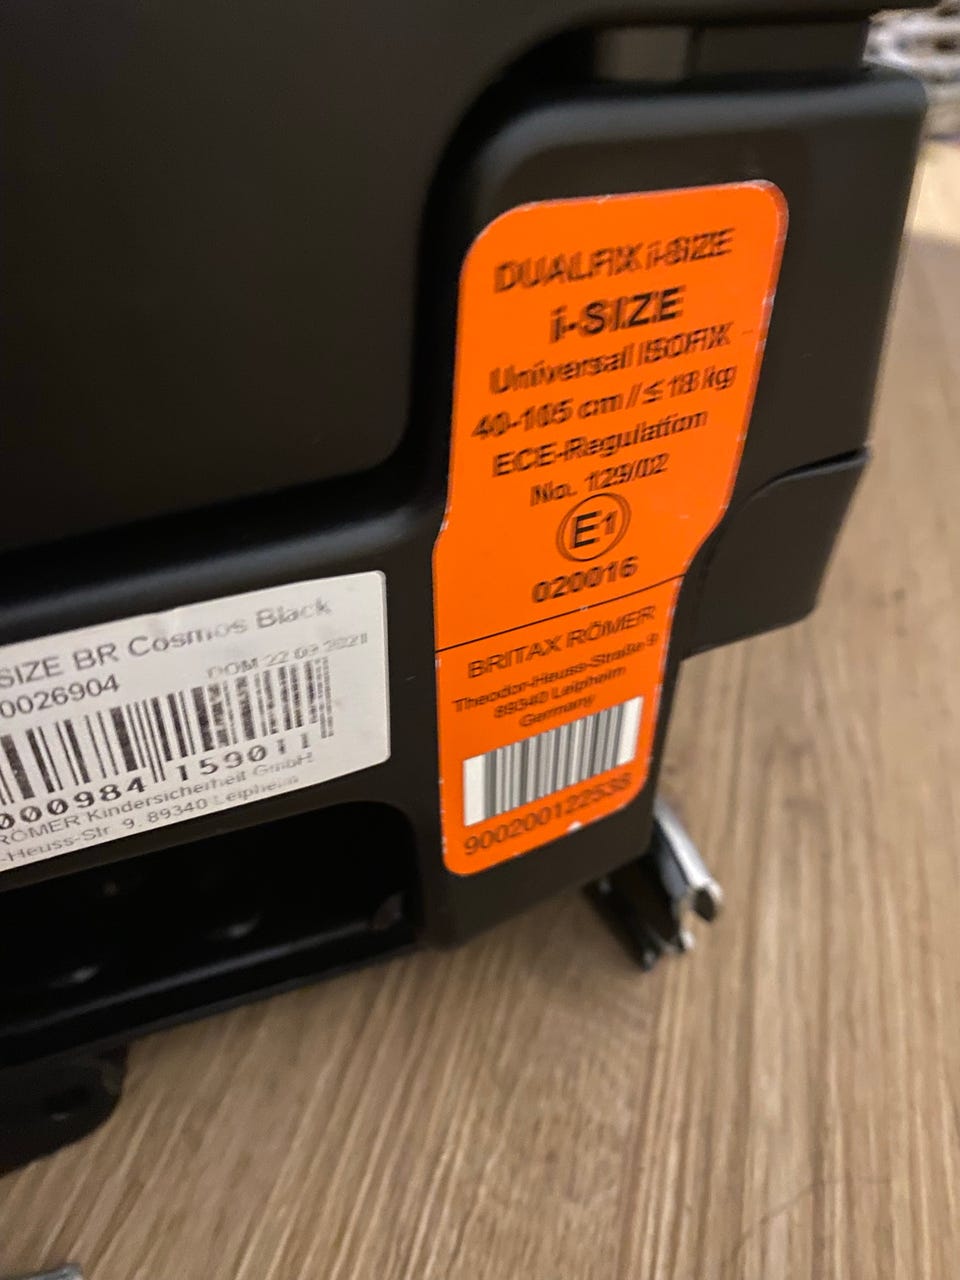 DUALFIX i-SIZE
i-SIZE
Universal ISOFIX
40-105 cm / ≤ 18 kg
ECE-Regulation
No. 129/02
E1
020016
BRITAX RÖMER
Theodor-Heuss-Straße 9
89340 Leipheim
Germany
900200122538
SIZE BR Cosmos Black
0026904
DOM 22 09
000984 159011
RÖMER Kindersicherheit GmbH
-Heuss-Str. 9, 89340 Leipheim